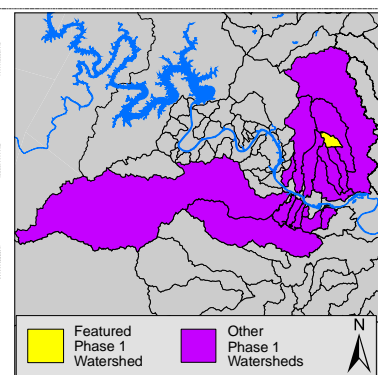 Featured
Phase 1
Watershed
Other
Phase 1
Watersheds
N